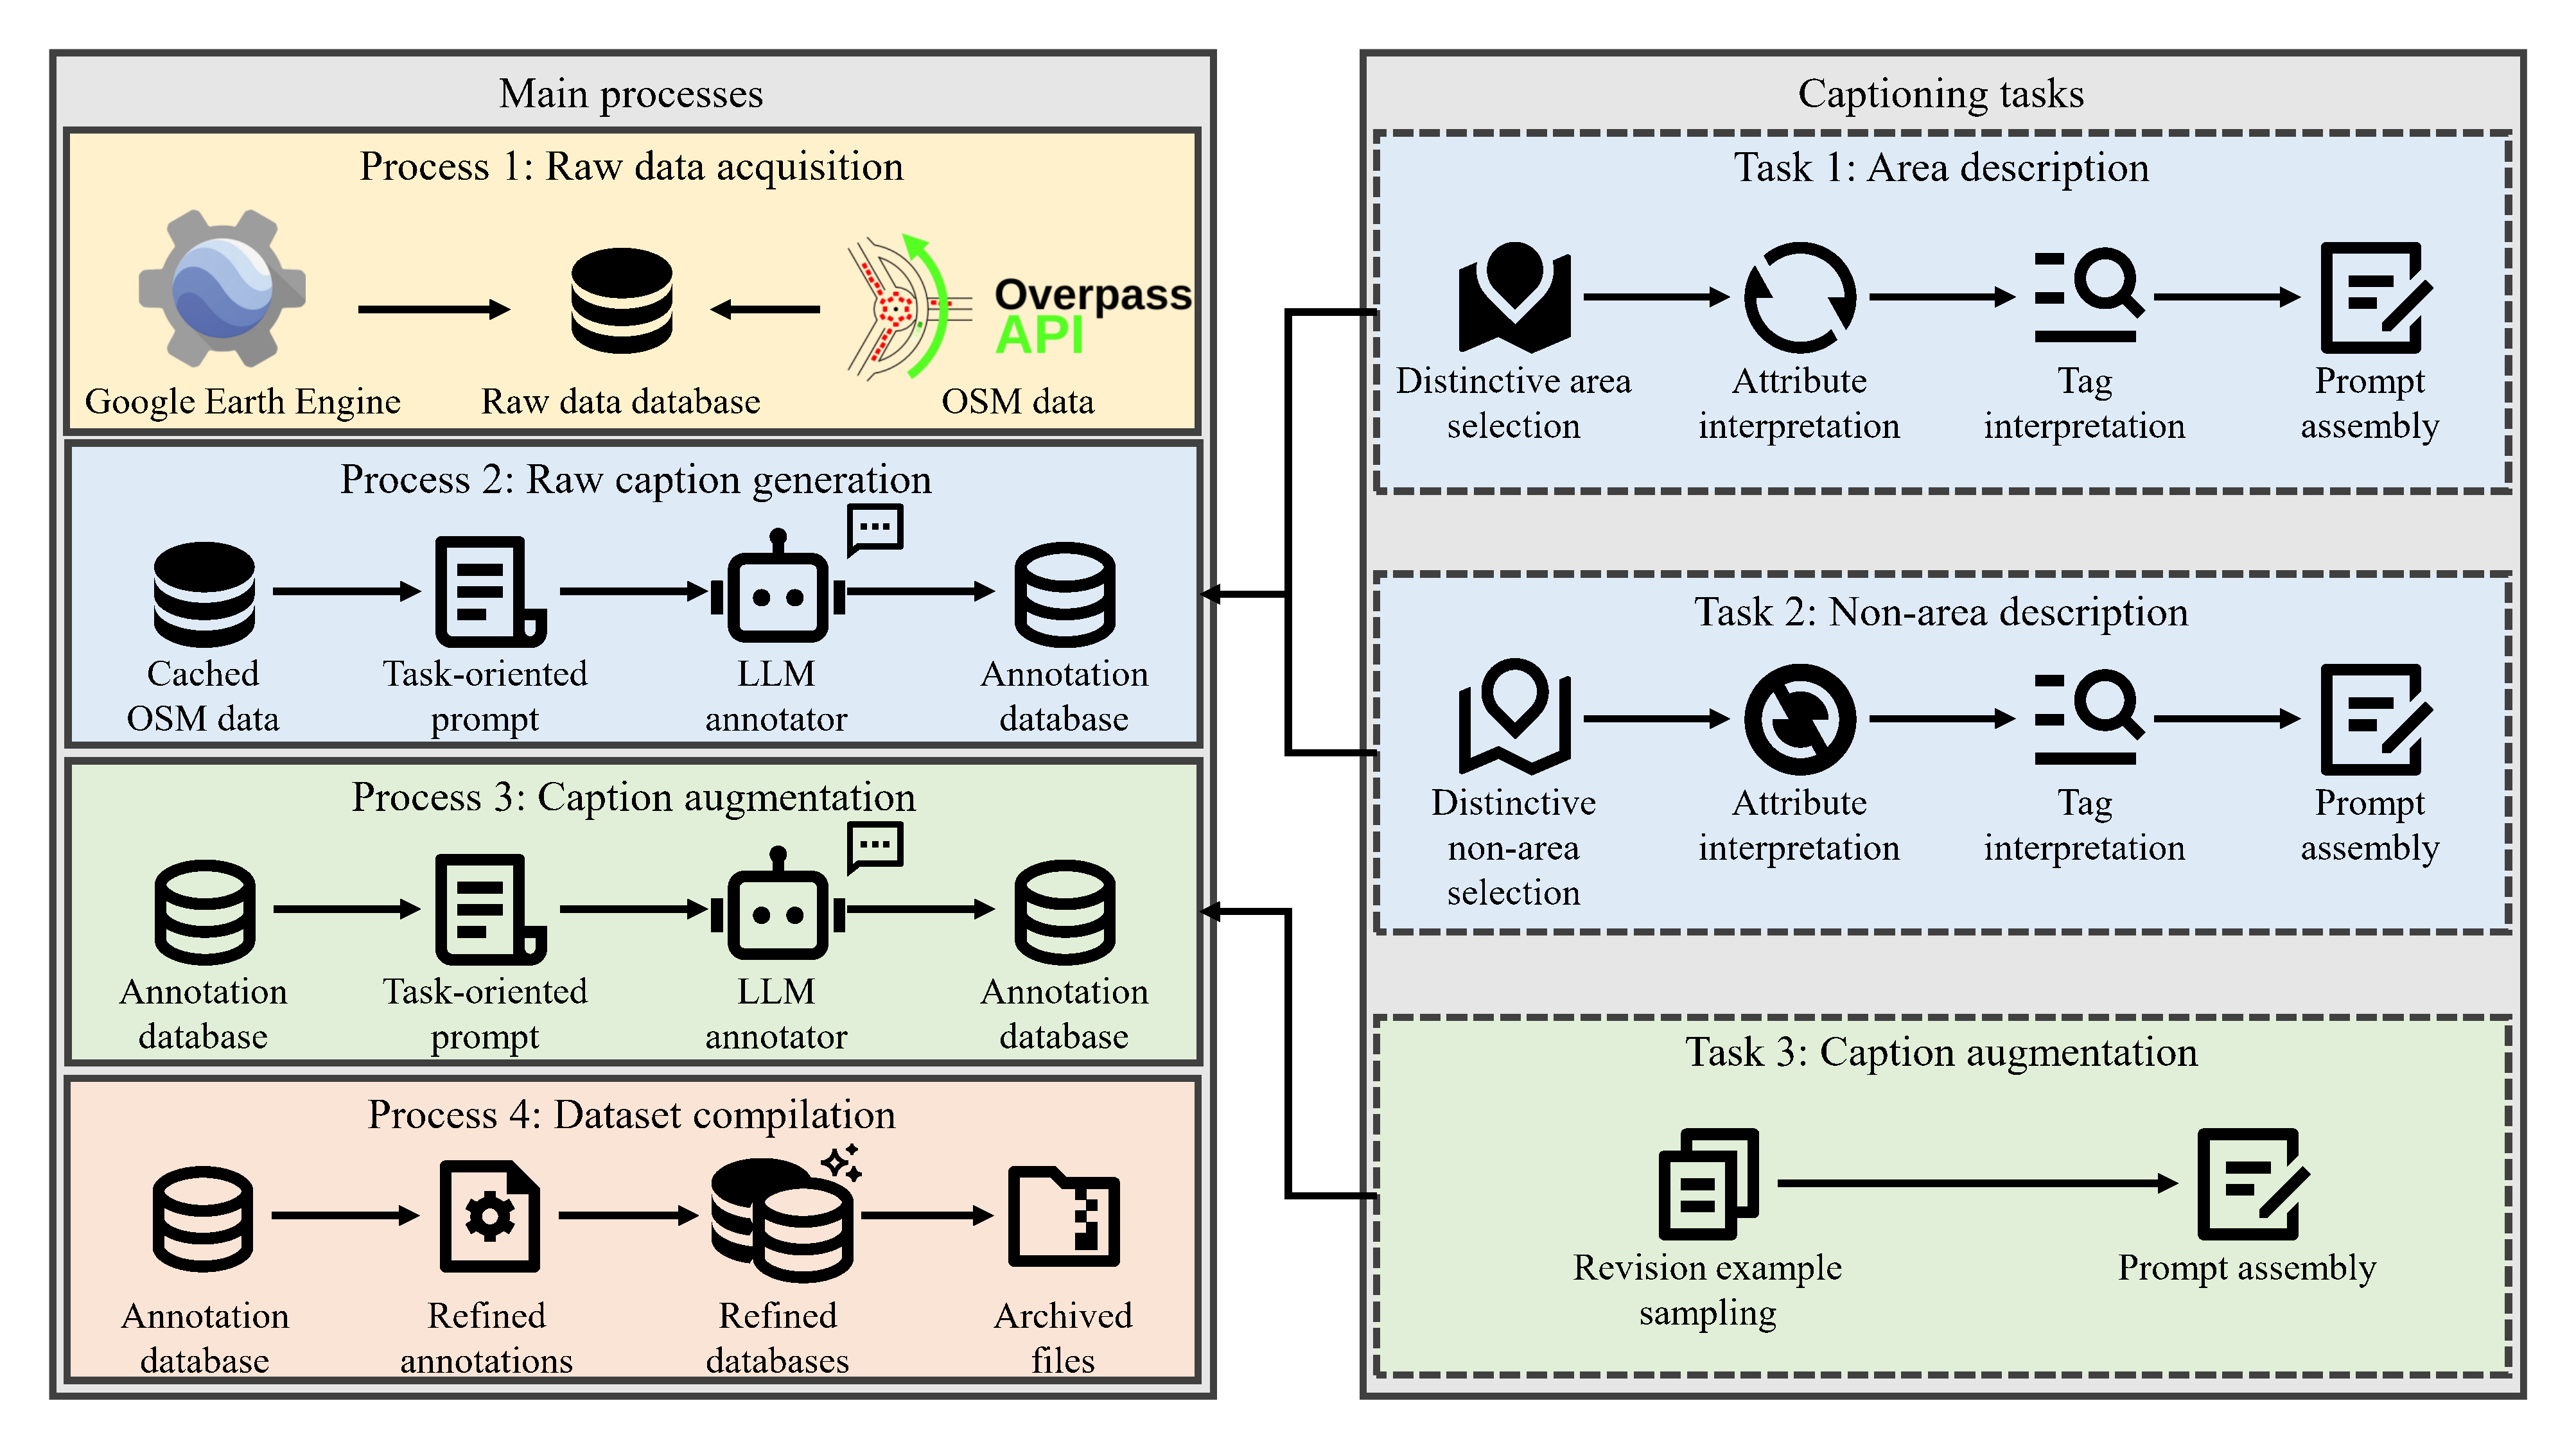 Main processes
Process 1: Raw data acquisition
Overpass
API
Google Earth Engine
Raw data database
OSM data
Process 2: Raw caption generation
Cached
OSM data
Task-oriented
prompt
LLM
annotator
Annotation
database
Process 3: Caption augmentation
Annotation
database
Task-oriented
prompt
LLM
annotator
Annotation
database
Process 4: Dataset compilation
Annotation
database
Refined
annotations
Refined
databases
Archived
files
Captioning tasks
Task 1: Area description
Distinctive area
selection
Attribute
interpretation
Tag
interpretation
Prompt
assembly
Task 2: Non-area description
Distinctive
non-area
selection
Attribute
interpretation
Tag
interpretation
Prompt
assembly
Task 3: Caption augmentation
Revision example
sampling
Prompt assembly